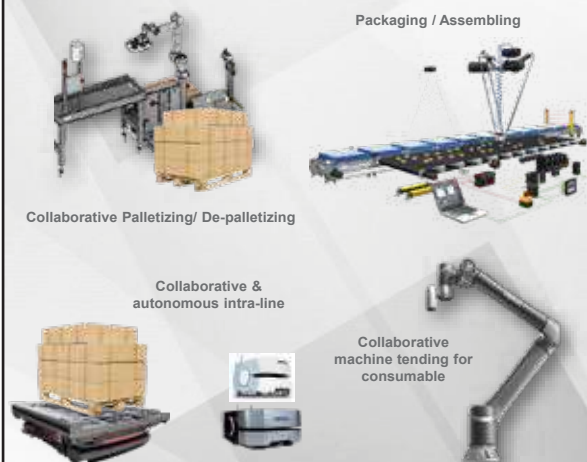 Packaging / Assembling
Collaborative Palletizing/ De-palletizing
Collaborative &
autonomous intra-line
Collaborative
machine tending for
consumable